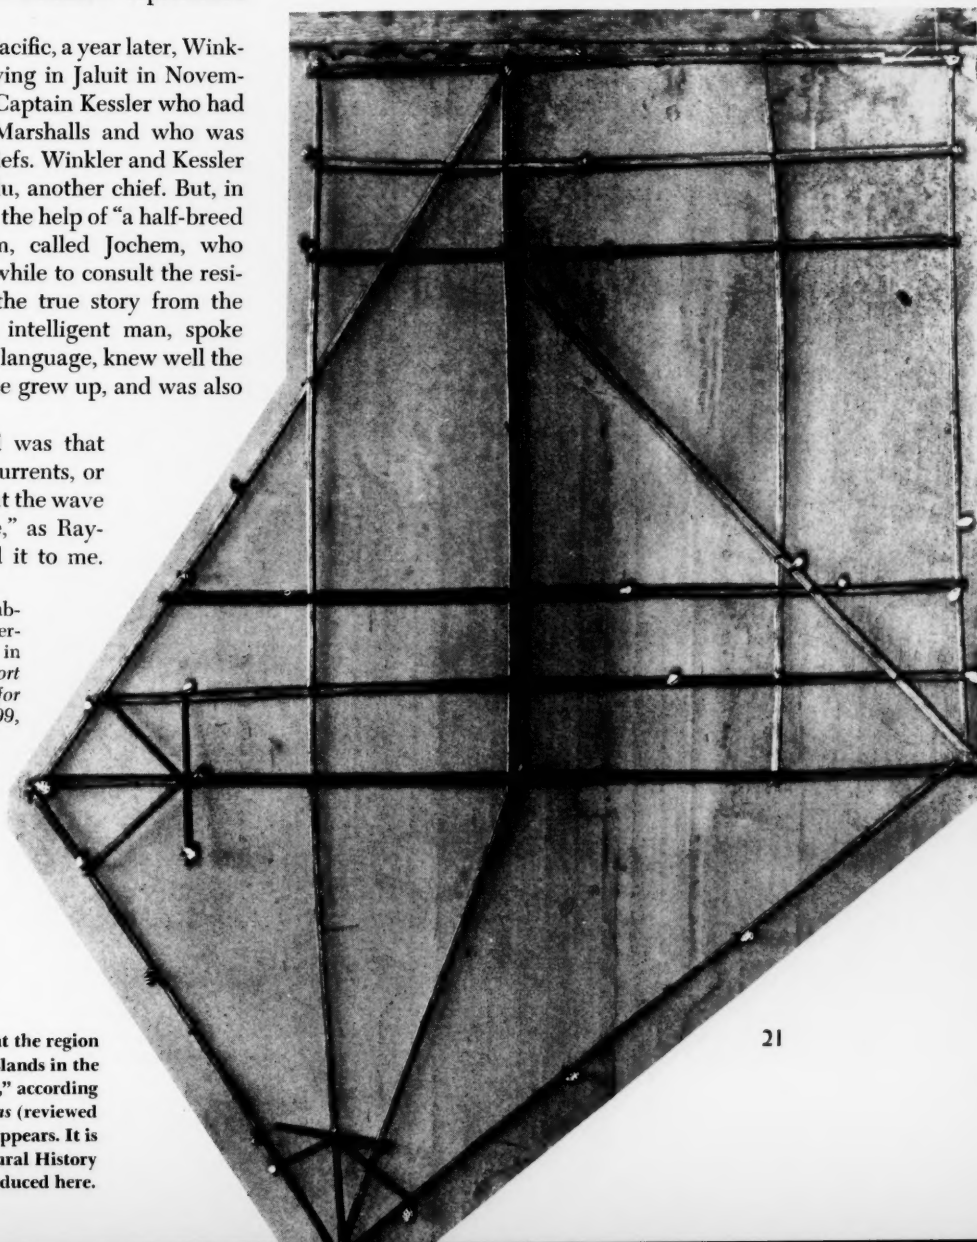 acific, a year later, Wink-
ving in Jaluit in Novem-
Captain Kessler who had
Marshalls and who was
efs. Winkler and Kessler
u, another chief. But, in
the help of “a half-breed
n, called Jochem, who
while to consult the resi-
the true story from the
intelligent man, spoke
language, knew well the
e grew up, and was also
l was that
urrents, or
t the wave
e,” as Ray-
l it to me.
ab-
er-
in
ort
for
99,
at the region
lands in the
,” according
ns (reviewed
ppears. It is
ural History
duced here.
21